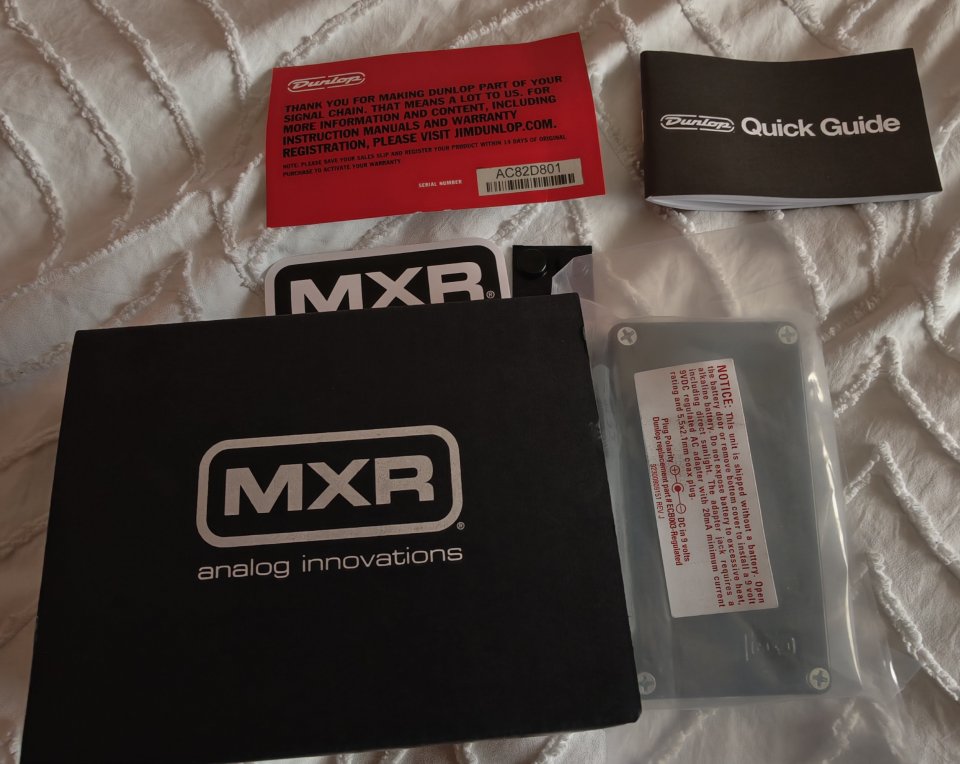 Dunlop
THANK YOU FOR MAKING DUNLOP PART OF YOUR
SIGNAL CHAIN. THAT MEANS A LOT TO US. FOR
MORE INFORMATION AND CONTENT, INCLUDING
INSTRUCTION MANUALS AND WARRANTY
REGISTRATION, PLEASE VISIT JIMDUNLOP.COM.
NOTE: PLEASE SAVE YOUR SALES SLIP AND REGISTER YOUR PRODUCT WITHIN 15 DAYS OF ORIGINAL
PURCHASE TO ACTIVATE YOUR WARRANTY
SERIAL NUMBER
AC82D801
Dunlop Quick Guide
MXR®
MXR®
analog innovations
NOTICE: This unit is shipped without a battery. Open
the battery door or remove bottom cover to install a 9 volt
alkaline battery. Do not expose battery to excessive heat,
including direct sunlight. The adapter jack requires a
9VDC regulated AC adapter with 20mA minimum current
rating and 5.5x2.1mm coax plug.
Plug Polarity + - DC in 9 volts
Dunlop replacement part # ECB003-Regulated
REV J